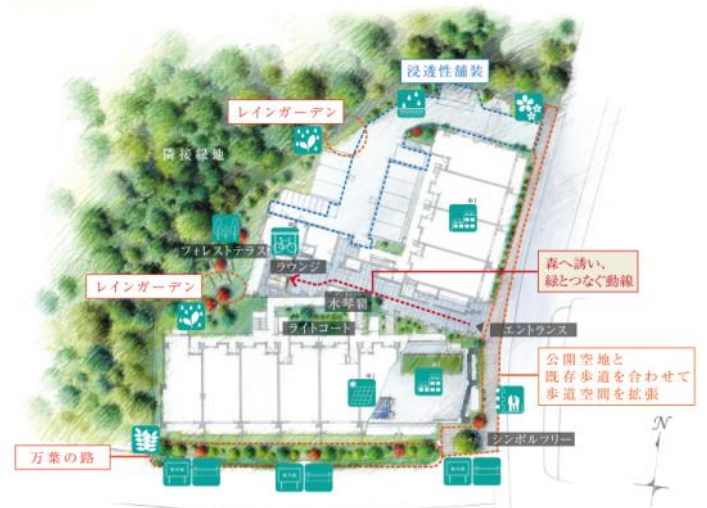 浸透性舗装
レインガーデン
隣接緑地
フォレストテラス
ラウンジ
森へ誘い、
緑とつなぐ動線
レインガーデン
水琴窟
エントランス
ライトコート
公開空地と
既存歩道を合わせて
歩道空間を拡張
N
シンボルツリー
万葉の路